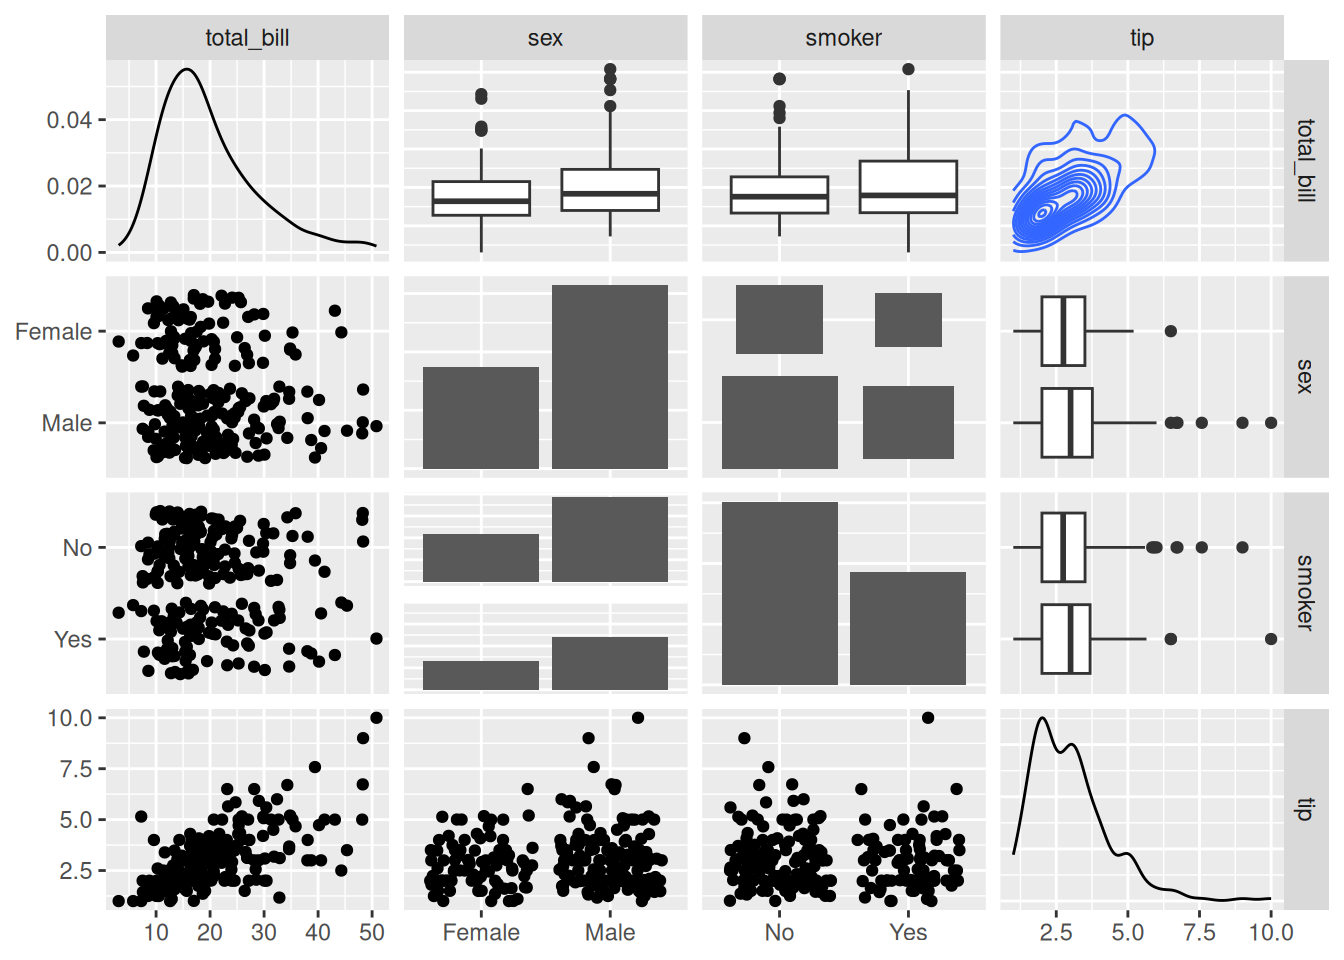 total_bill sex smoker tip
0.04
0.02
0.00
total_bill
Female
Male
sex
No
Yes
smoker
10.0
7.5
5.0
2.5
tip
10 20 30 40 50 Female Male No Yes 2.5 5.0 7.5 10.0